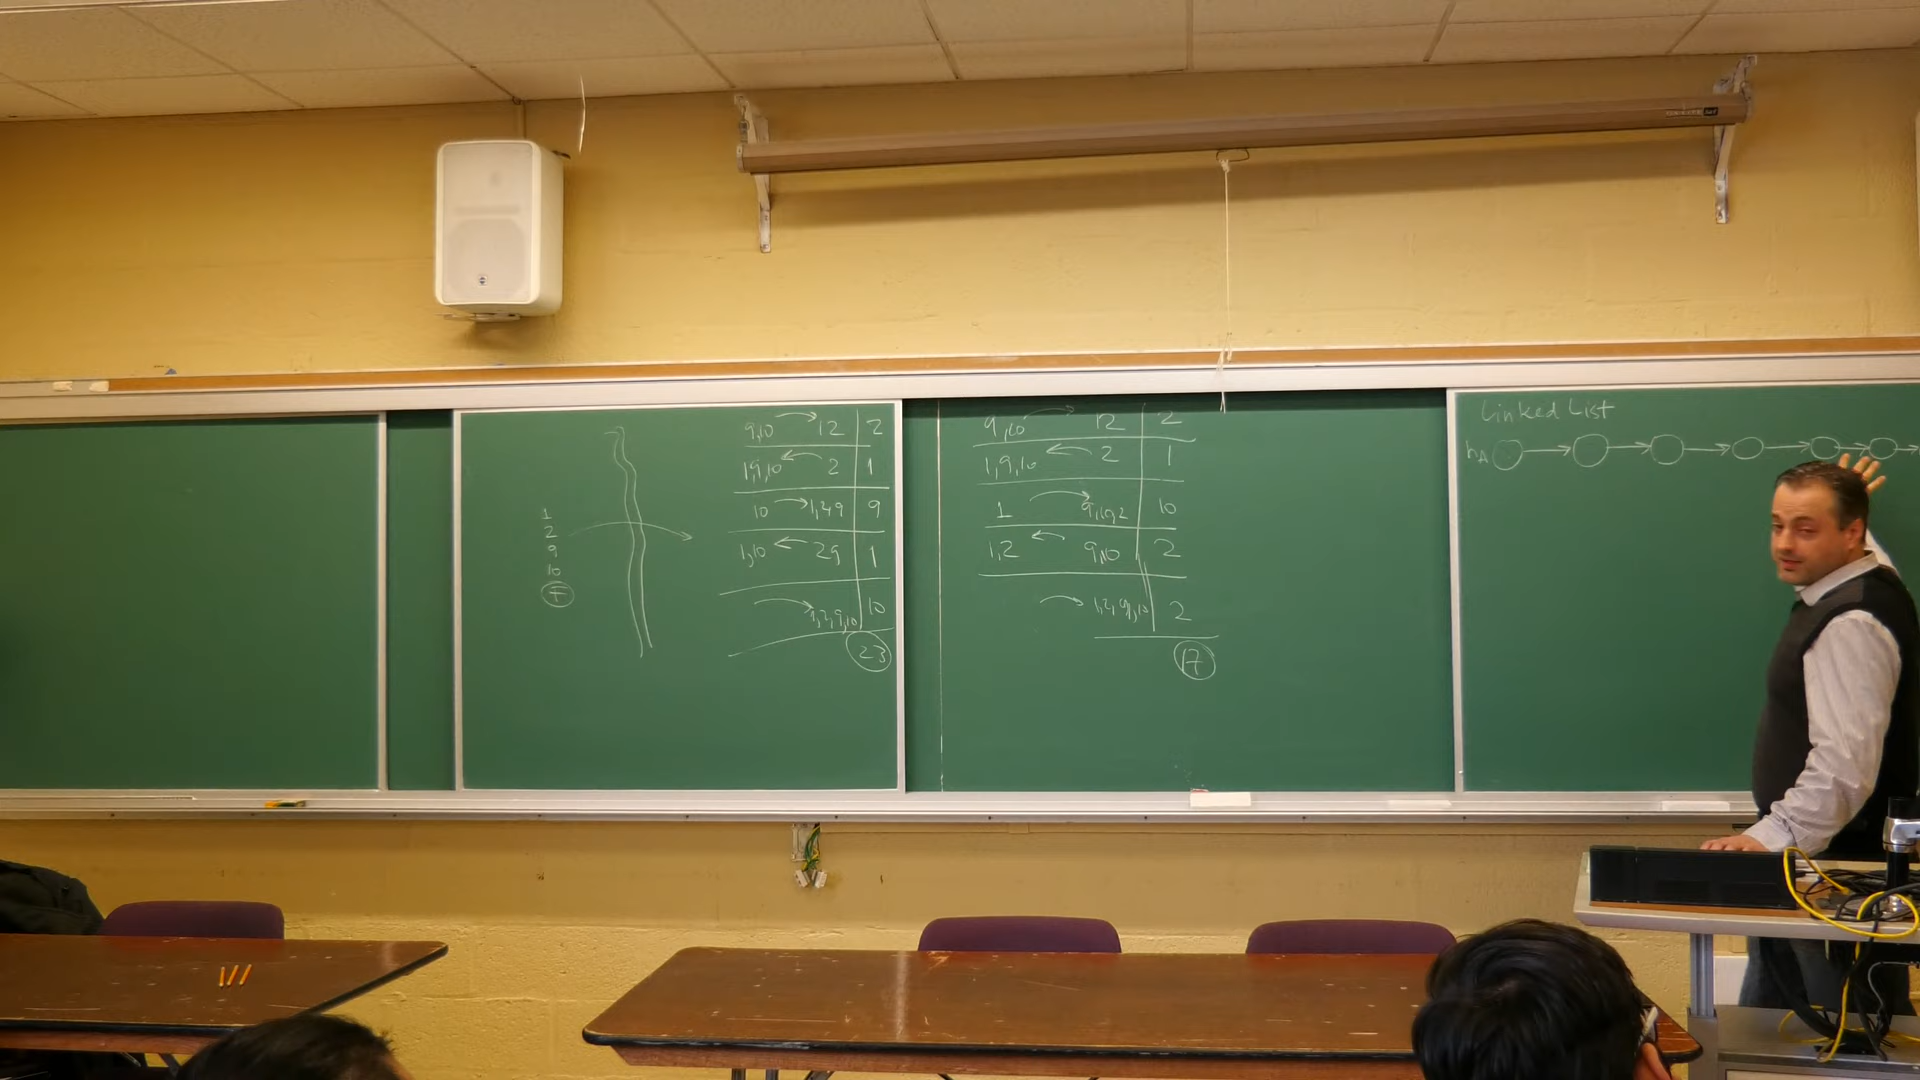 1
2
9
10
9,10 → 12 | 2
1,9,10 ← 2 | 1
10 → 1,2 9 | 9
1,10 ← 29 | 1
→ 1,2,9,10 | 10
23
9,10 → 12 | 2
1,9,10 ← 2 | 1
1 → 9,10,2 | 10
1,2 ← 9,10 | 2
→ 1,2,9,10 | 2
17
Linked List
hA